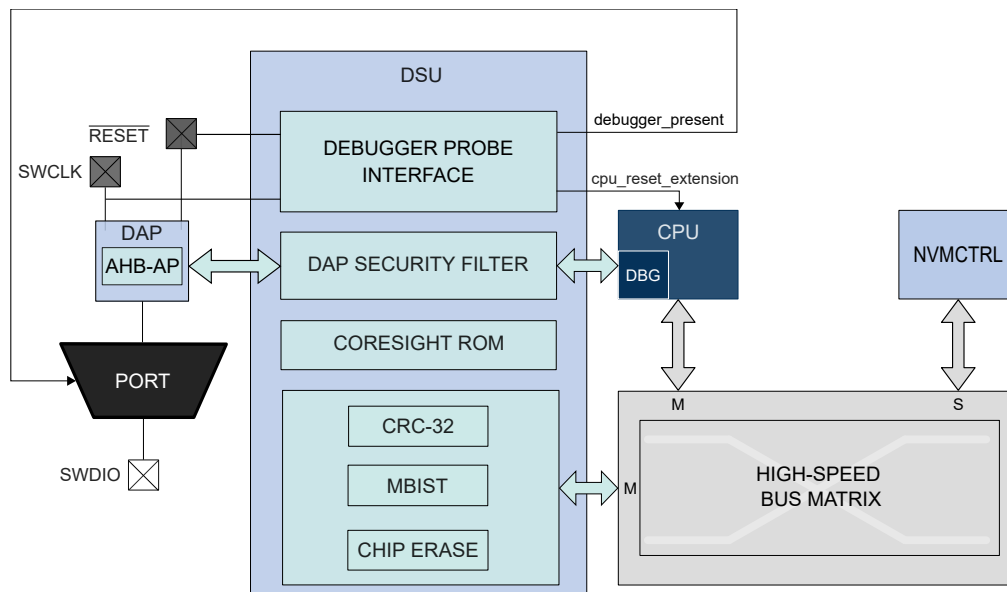 DSU
debugger_present
RESET
DEBUGGER PROBE
INTERFACE
SWCLK
cpu_reset_extension
DAP
CPU
AHB-AP
DAP SECURITY FILTER
DBG
NVMCTRL
CORESIGHT ROM
PORT
M
S
CRC-32
SWDIO
MBIST
M
HIGH-SPEED
BUS MATRIX
CHIP ERASE